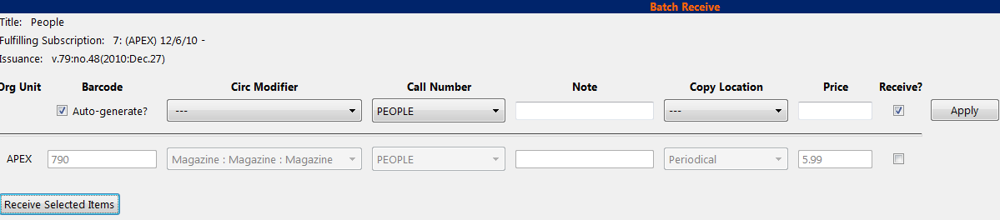 Batch Receive
Title: People
Fulfilling Subscription: 7: (APEX) 12/6/10 -
Issuance: v.79:no.48(2010:Dec.27)
Org Unit Barcode Circ Modifier Call Number Note Copy Location Price Receive?
Auto-generate? --- PEOPLE --- Apply
APEX 790 Magazine : Magazine : Magazine PEOPLE Periodical 5.99
Receive Selected Items